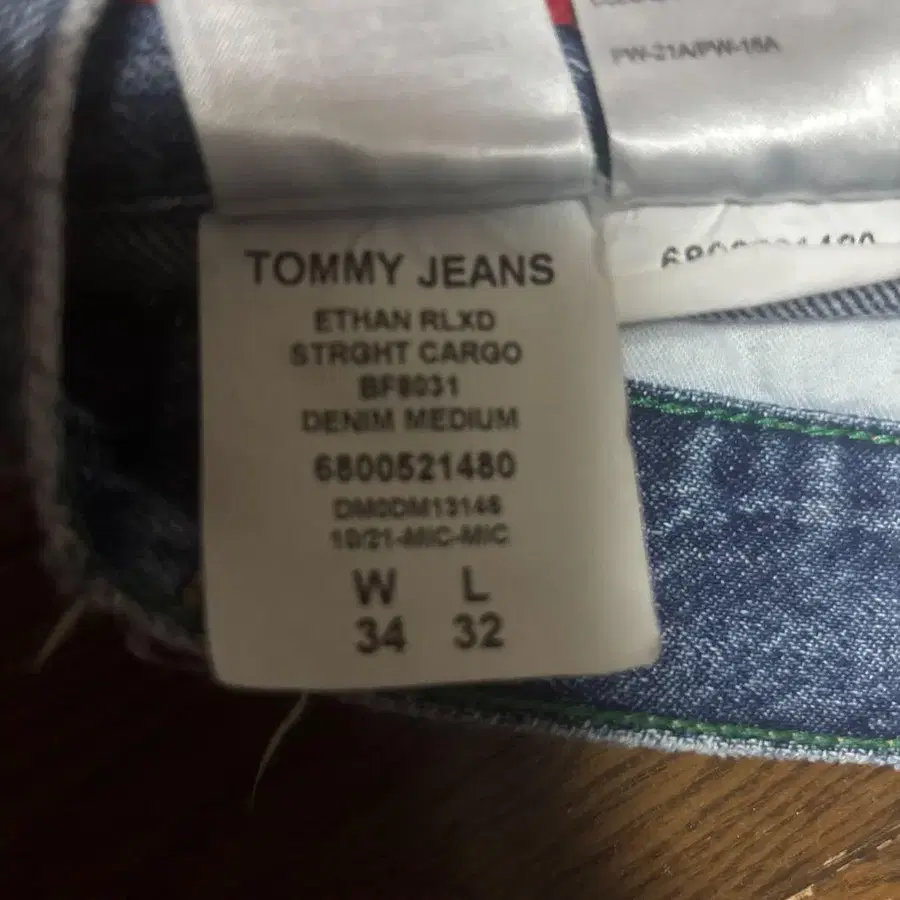 PW-21A/PW-18A
TOMMY JEANS
ETHAN RLXD
STRGHT CARGO
BF8031
DENIM MEDIUM
6800521480
DM0DM13148
10/21-MIC-MIC
W L
34 32